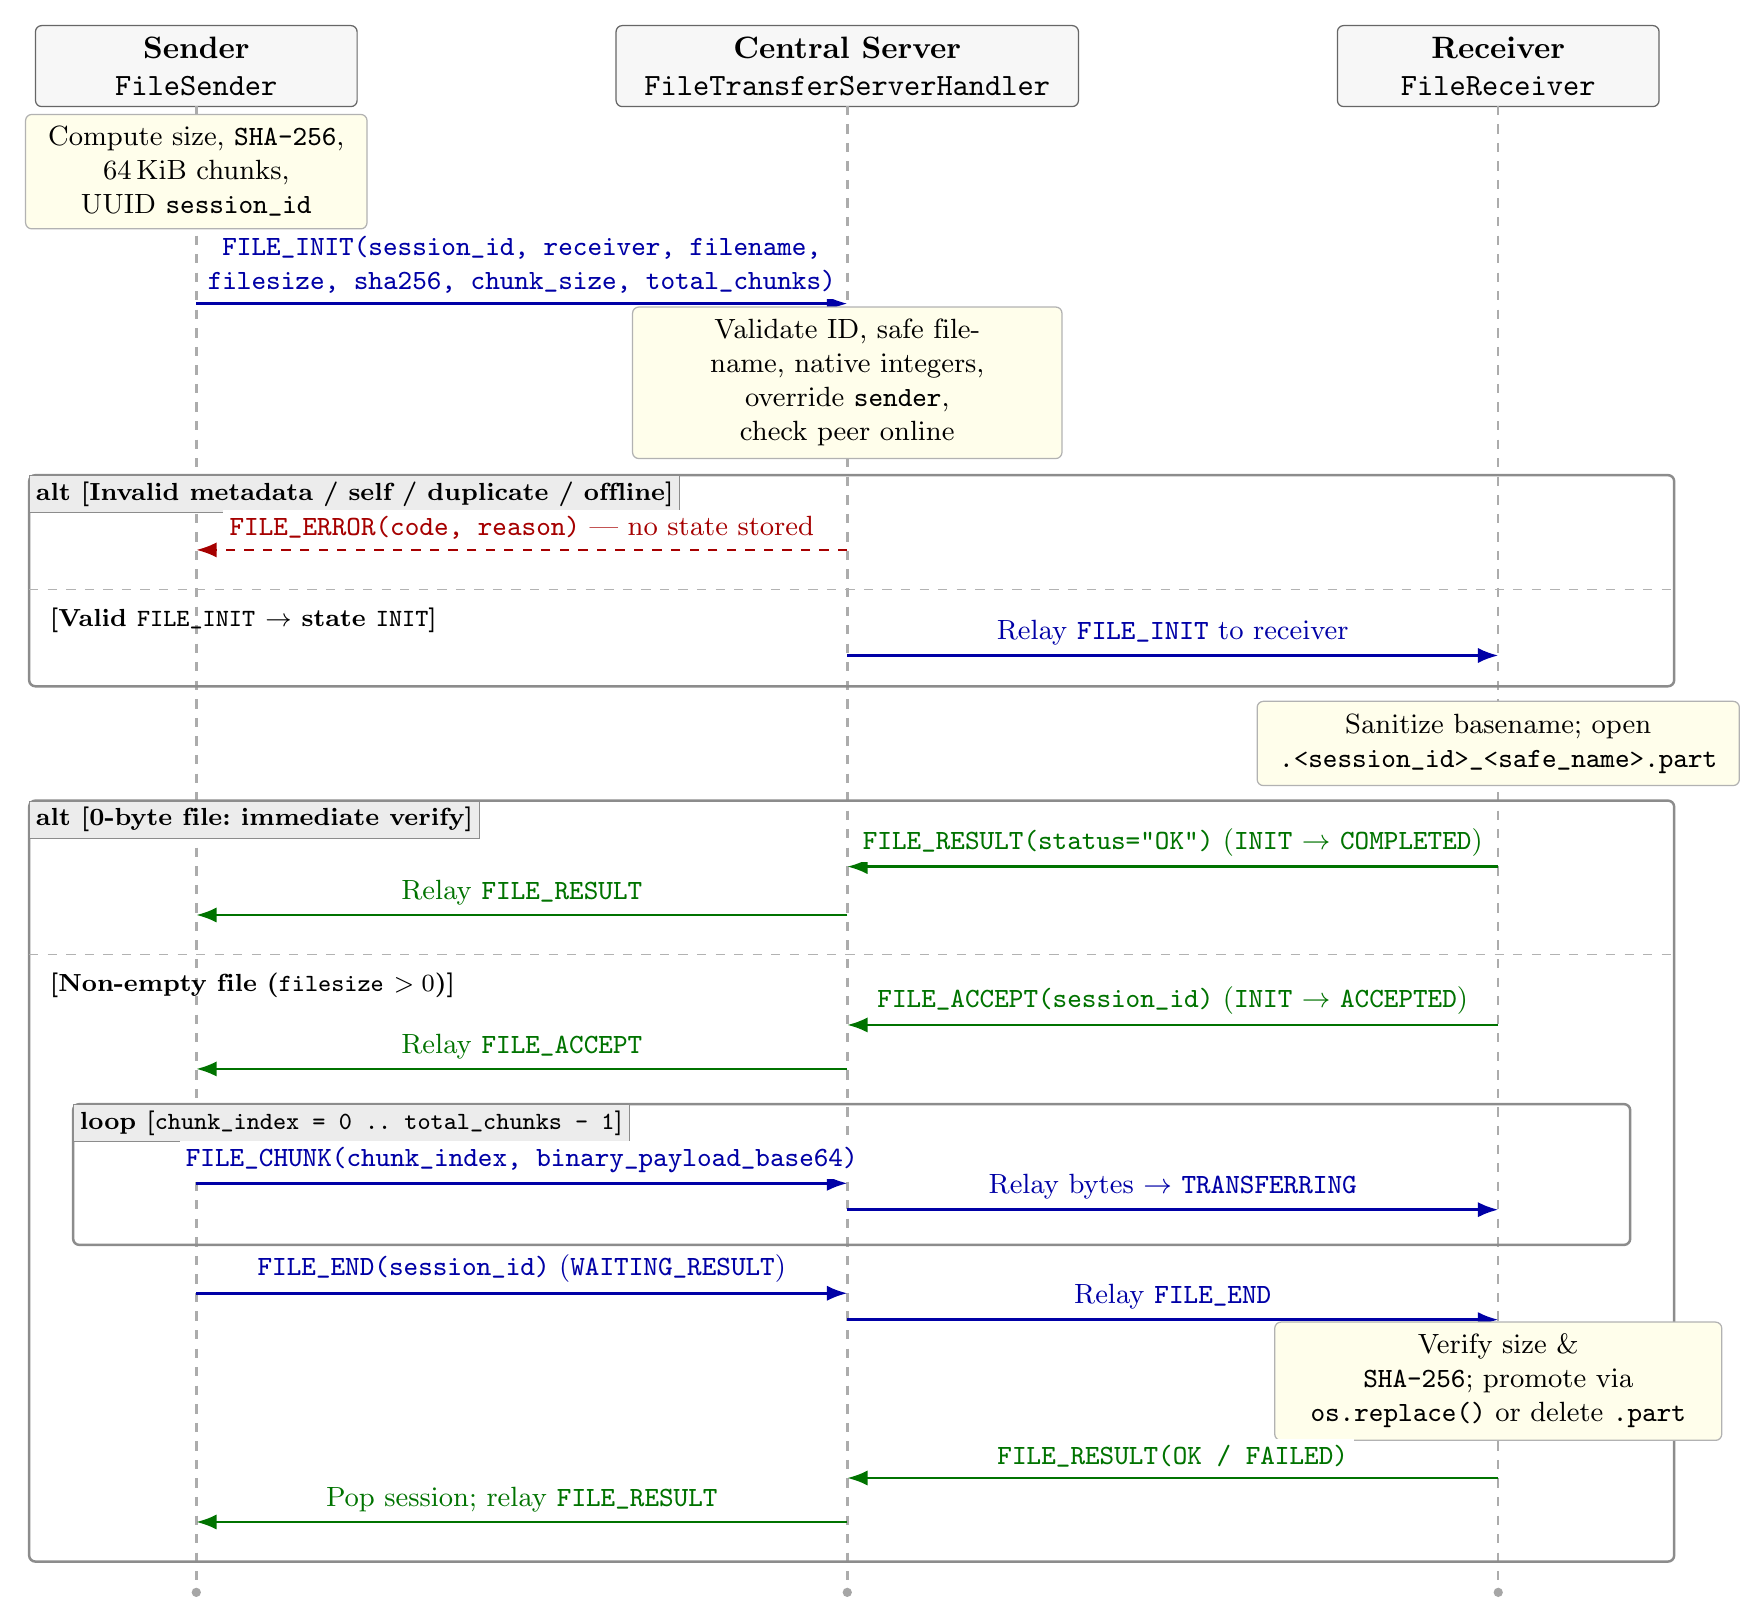 Sender
FileSender
Central Server
FileTransferServerHandler
Receiver
FileReceiver
Compute size, SHA-256,
64 KiB chunks,
UUID session_id
FILE_INIT(session_id, receiver, filename,
filesize, sha256, chunk_size, total_chunks)
Validate ID, safe file-
name, native integers,
override sender,
check peer online
alt [Invalid metadata / self / duplicate / offline]
FILE_ERROR(code, reason) — no state stored
[Valid FILE_INIT → state INIT]
Relay FILE_INIT to receiver
Sanitize basename; open
.<session_id>_<safe_name>.part
alt [0-byte file: immediate verify]
FILE_RESULT(status="OK") (INIT → COMPLETED)
Relay FILE_RESULT
[Non-empty file (filesize > 0)]
FILE_ACCEPT(session_id) (INIT → ACCEPTED)
Relay FILE_ACCEPT
loop [chunk_index = 0 .. total_chunks - 1]
FILE_CHUNK(chunk_index, binary_payload_base64)
Relay bytes → TRANSFERRING
FILE_END(session_id) (WAITING_RESULT)
Relay FILE_END
Verify size &
SHA-256; promote via
os.replace() or delete .part
FILE_RESULT(OK / FAILED)
Pop session; relay FILE_RESULT